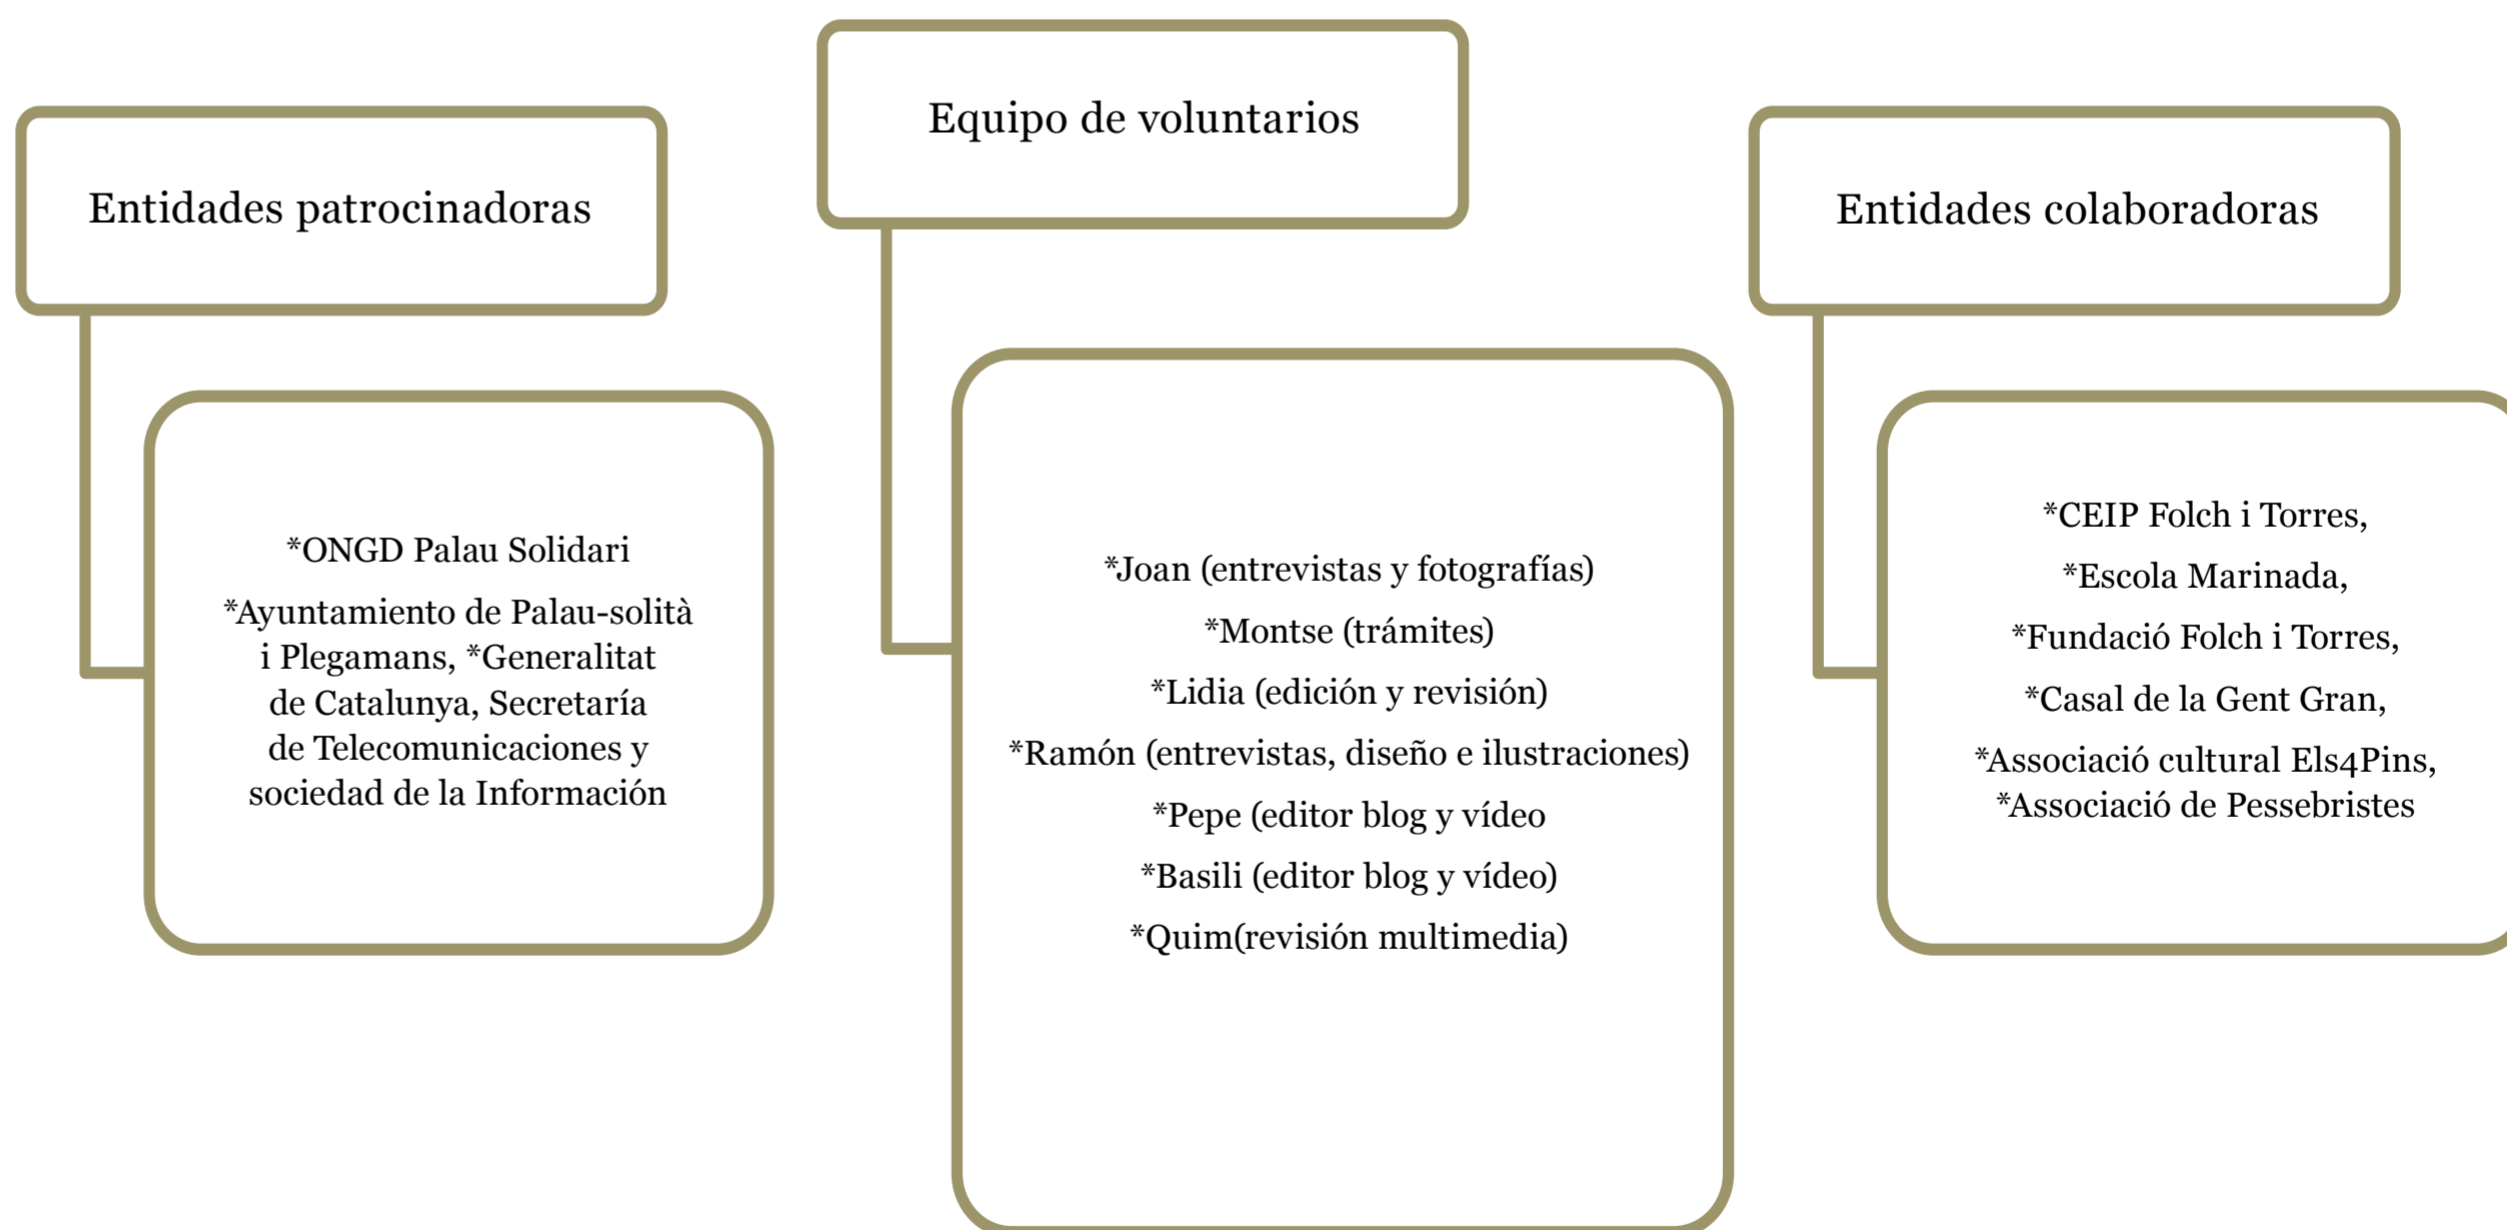 Entidades patrocinadoras
*ONGD Palau Solidari
*Ayuntamiento de Palau-solità
i Plegamans, *Generalitat
de Catalunya, Secretaría
de Telecomunicaciones y
sociedad de la Información
Equipo de voluntarios
*Joan (entrevistas y fotografías)
*Montse (trámites)
*Lidia (edición y revisión)
*Ramón (entrevistas, diseño e ilustraciones)
*Pepe (editor blog y vídeo
*Basili (editor blog y vídeo)
*Quim(revisión multimedia)
Entidades colaboradoras
*CEIP Folch i Torres,
*Escola Marinada,
*Fundació Folch i Torres,
*Casal de la Gent Gran,
*Associació cultural Els4Pins,
*Associació de Pessebristes